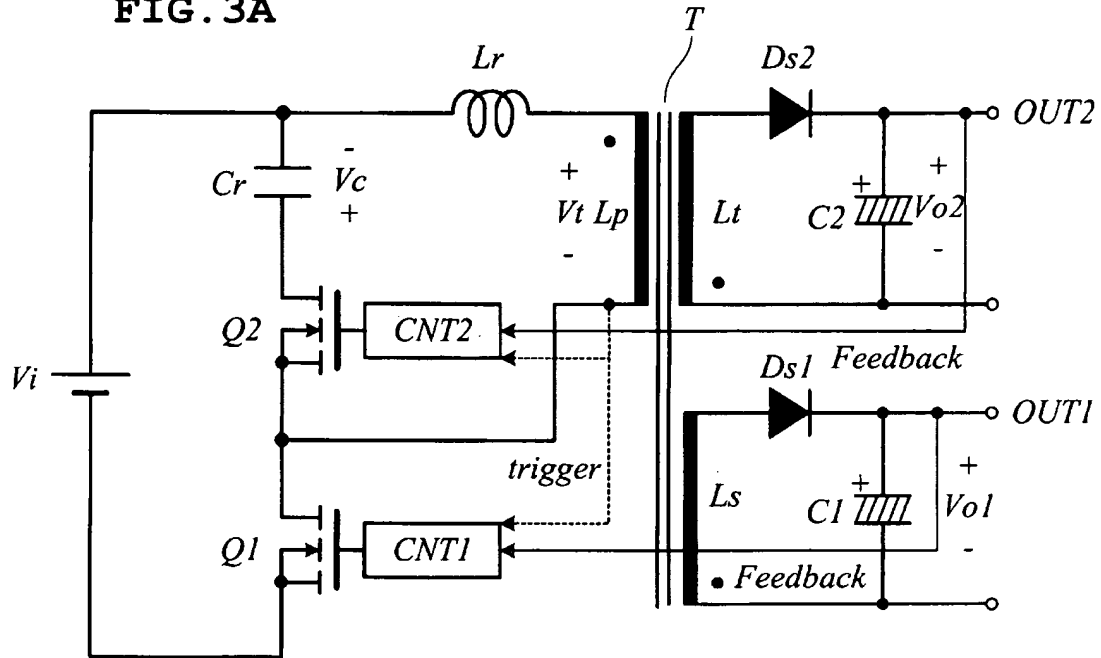 FIG.3A
T
Lr
Ds2
OUT2
-
Cr
Vc
+
+
Vt Lp
-
Lt
+
C2
+
Vo2
-
Q2
CNT2
Feedback
Vi
Ds1
OUT1
trigger
Ls
+
C1
+
Vo1
-
Q1
CNT1
Feedback